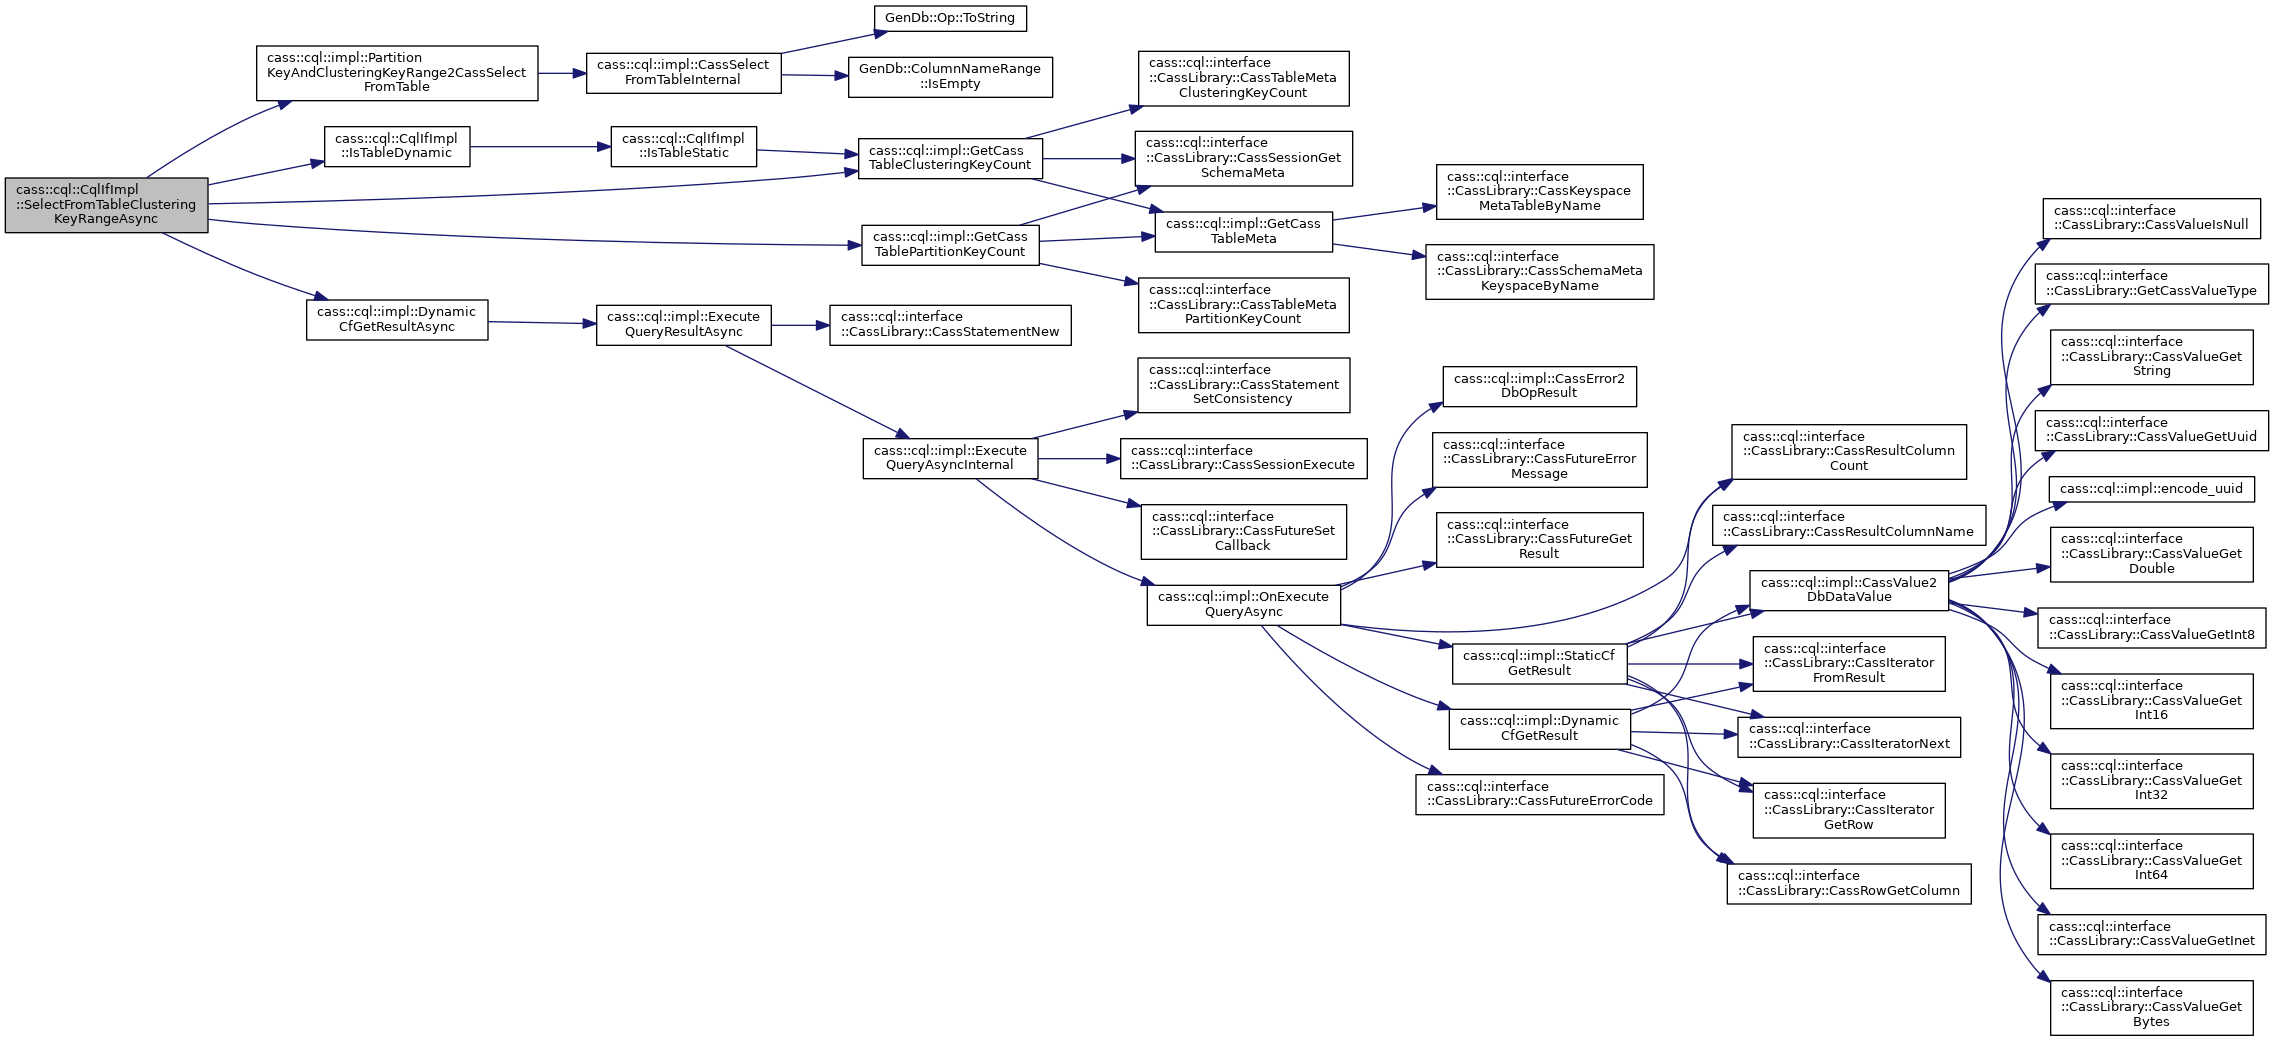 cass::cql::CqlIfImpl
::SelectFromTableClustering
KeyRangeAsync
cass::cql::impl::Partition
KeyAndClusteringKeyRange2CassSelect
FromTable
cass::cql::impl::CassSelect
FromTableInternal
GenDb::Op::ToString
GenDb::ColumnNameRange
::IsEmpty
cass::cql::CqlIfImpl
::IsTableDynamic
cass::cql::CqlIfImpl
::IsTableStatic
cass::cql::impl::GetCass
TableClusteringKeyCount
cass::cql::interface
::CassLibrary::CassTableMeta
ClusteringKeyCount
cass::cql::interface
::CassLibrary::CassSessionGet
SchemaMeta
cass::cql::impl::GetCass
TableMeta
cass::cql::interface
::CassLibrary::CassKeyspace
MetaTableByName
cass::cql::interface
::CassLibrary::CassSchemaMeta
KeyspaceByName
cass::cql::impl::GetCass
TablePartitionKeyCount
cass::cql::interface
::CassLibrary::CassTableMeta
PartitionKeyCount
cass::cql::impl::Dynamic
CfGetResultAsync
cass::cql::impl::Execute
QueryResultAsync
cass::cql::interface
::CassLibrary::CassStatementNew
cass::cql::impl::Execute
QueryAsyncInternal
cass::cql::interface
::CassLibrary::CassStatement
SetConsistency
cass::cql::interface
::CassLibrary::CassSessionExecute
cass::cql::interface
::CassLibrary::CassFutureSet
Callback
cass::cql::impl::OnExecute
QueryAsync
cass::cql::impl::CassError2
DbOpResult
cass::cql::interface
::CassLibrary::CassFutureError
Message
cass::cql::interface
::CassLibrary::CassFutureGet
Result
cass::cql::impl::StaticCf
GetResult
cass::cql::impl::Dynamic
CfGetResult
cass::cql::interface
::CassLibrary::CassFutureErrorCode
cass::cql::interface
::CassLibrary::CassResultColumn
Count
cass::cql::interface
::CassLibrary::CassResultColumnName
cass::cql::impl::CassValue2
DbDataValue
cass::cql::interface
::CassLibrary::CassIterator
FromResult
cass::cql::interface
::CassLibrary::CassIteratorNext
cass::cql::interface
::CassLibrary::CassIterator
GetRow
cass::cql::interface
::CassLibrary::CassRowGetColumn
cass::cql::interface
::CassLibrary::CassValueIsNull
cass::cql::interface
::CassLibrary::GetCassValueType
cass::cql::interface
::CassLibrary::CassValueGet
String
cass::cql::interface
::CassLibrary::CassValueGetUuid
cass::cql::impl::encode_uuid
cass::cql::interface
::CassLibrary::CassValueGet
Double
cass::cql::interface
::CassLibrary::CassValueGetInt8
cass::cql::interface
::CassLibrary::CassValueGet
Int16
cass::cql::interface
::CassLibrary::CassValueGet
Int32
cass::cql::interface
::CassLibrary::CassValueGet
Int64
cass::cql::interface
::CassLibrary::CassValueGetInet
cass::cql::interface
::CassLibrary::CassValueGet
Bytes